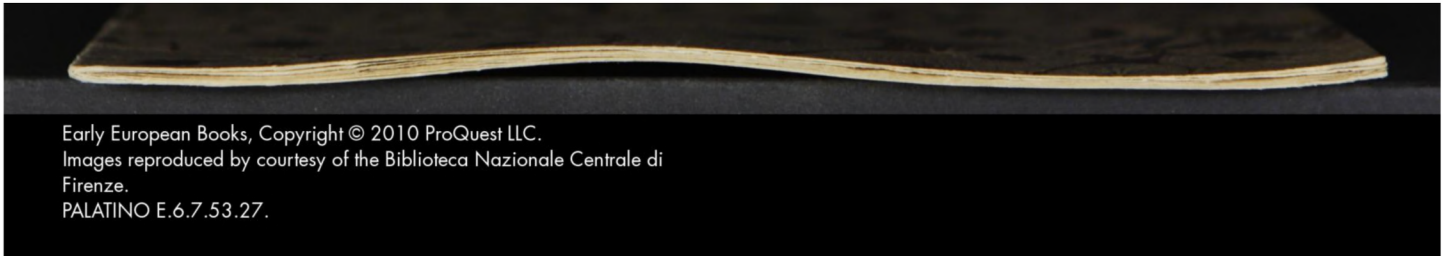 Early European Books, Copyright © 2010 ProQuest LLC.
Images reproduced by courtesy of the Biblioteca Nazionale Centrale di
Firenze.
PALATINO E.6.7.53.27.